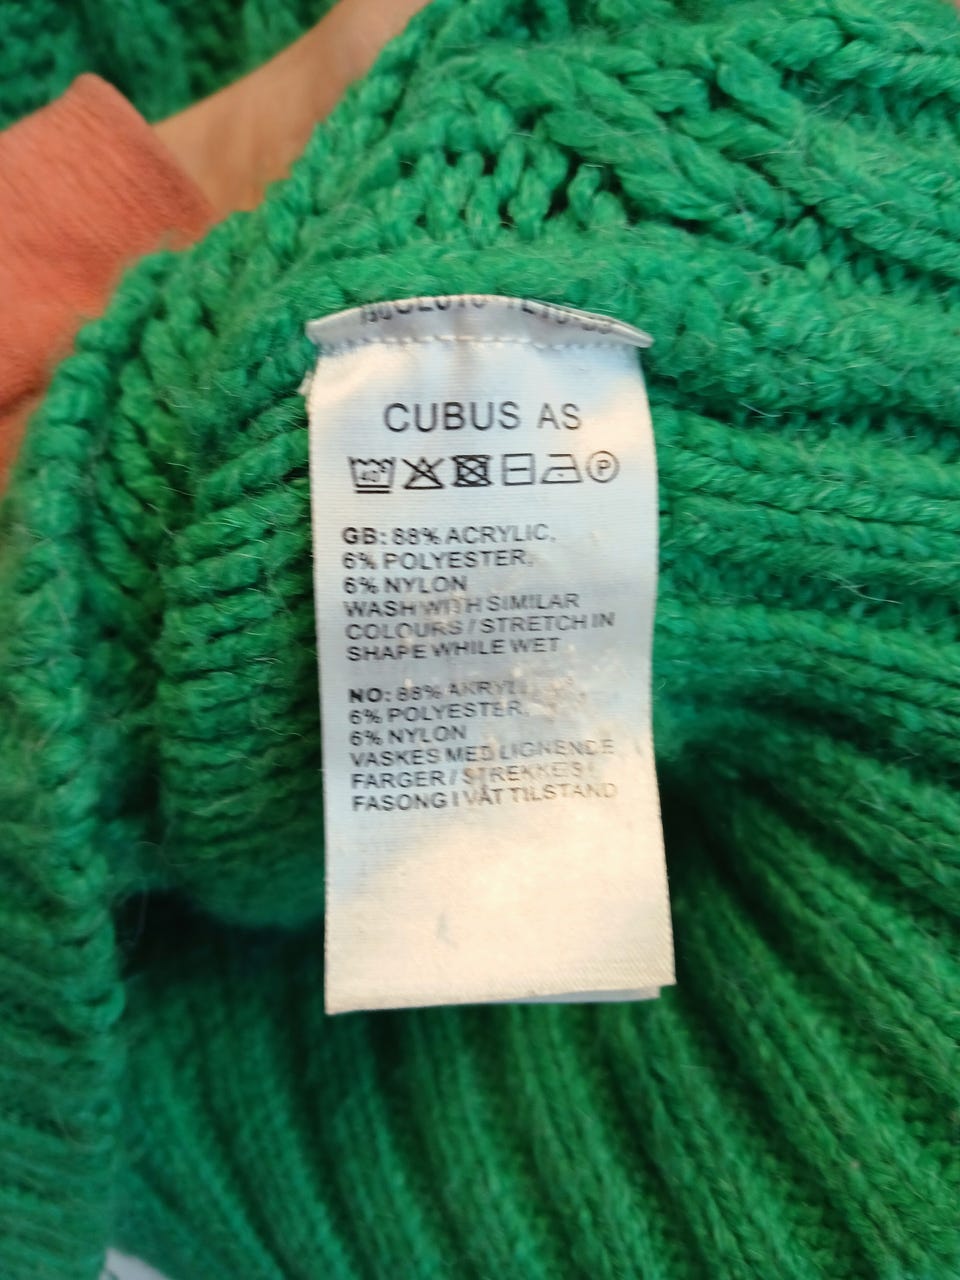 CUBUS AS
40°
P
GB: 88% ACRYLIC,
6% POLYESTER,
6% NYLON
WASH WITH SIMILAR
COLOURS / STRETCH IN
SHAPE WHILE WET
NO: 88% AKRYL,
6% POLYESTER,
6% NYLON
VASKES MED LIGNENDE
FARGER / STREKKES I
FASONG I VÅT TILSTAND